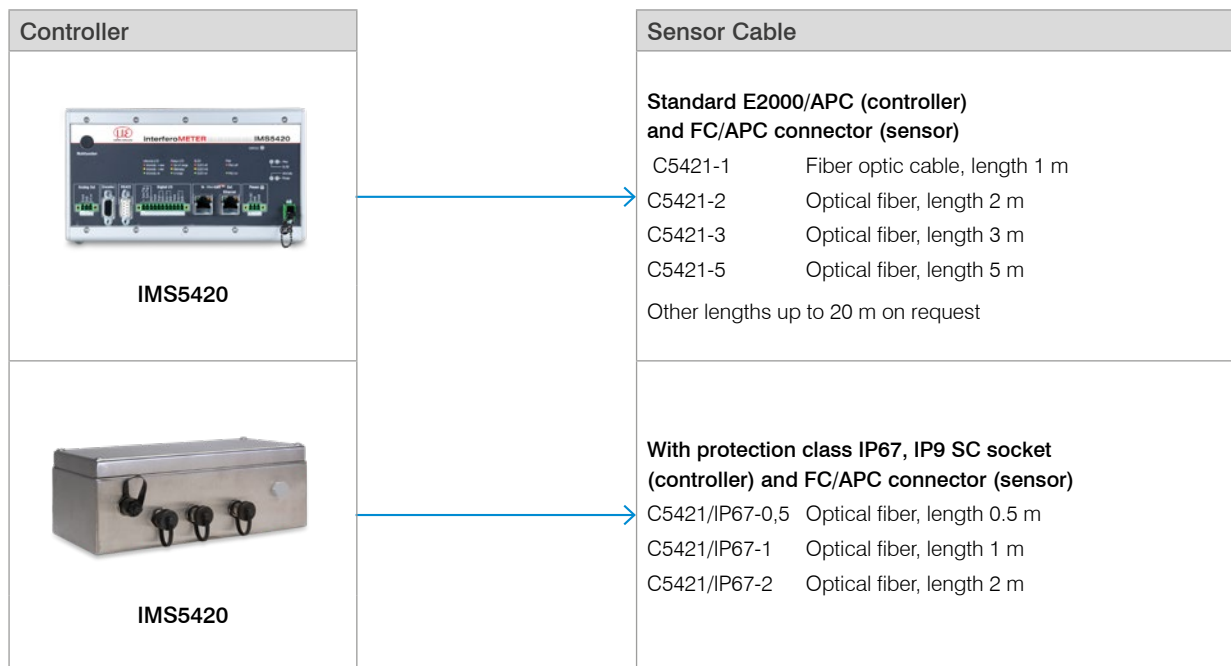 Controller
Sensor Cable
interferoMETER
IMS5420
IMS5420
Standard E2000/APC (controller)
and FC/APC connector (sensor)
C5421-1 Fiber optic cable, length 1 m
C5421-2 Optical fiber, length 2 m
C5421-3 Optical fiber, length 3 m
C5421-5 Optical fiber, length 5 m
Other lengths up to 20 m on request
IMS5420
With protection class IP67, IP9 SC socket
(controller) and FC/APC connector (sensor)
C5421/IP67-0,5 Optical fiber, length 0.5 m
C5421/IP67-1 Optical fiber, length 1 m
C5421/IP67-2 Optical fiber, length 2 m